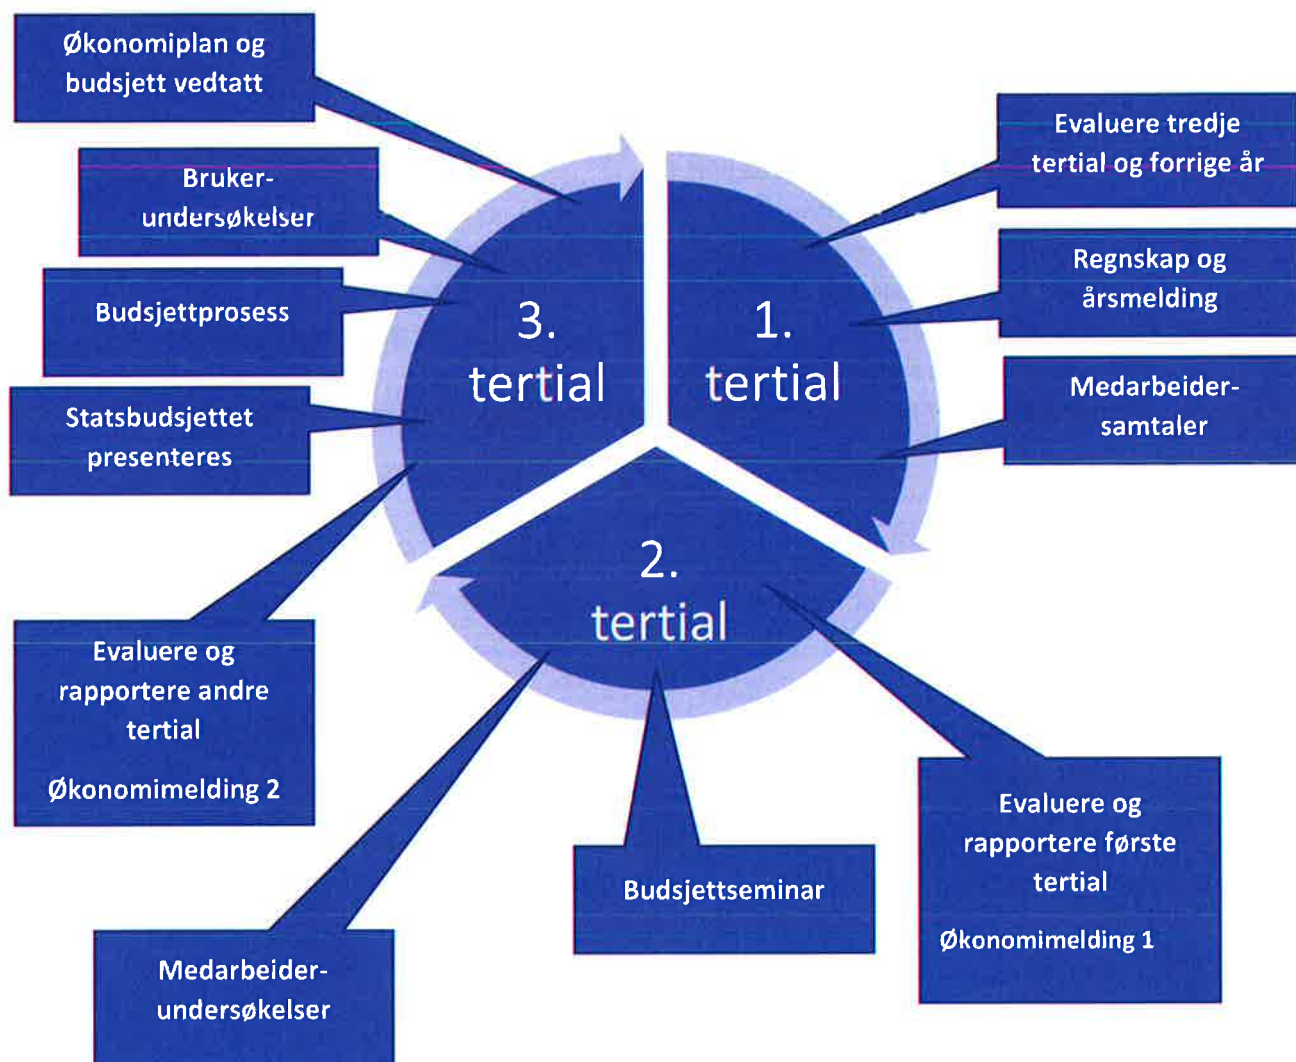 Økonomiplan og
budsjett vedtatt
Bruker-
undersøkelser
Budsjettprosess
Statsbudsjettet
presenteres
Evaluere og
rapportere andre
tertial
Økonomimelding 2
Medarbeider-
undersøkelser
3.
tertial
1.
tertial
2.
tertial
Evaluere tredje
tertial og forrige år
Regnskap og
årsmelding
Medarbeider-
samtaler
Budsjettseminar
Evaluere og
rapportere første
tertial
Økonomimelding 1